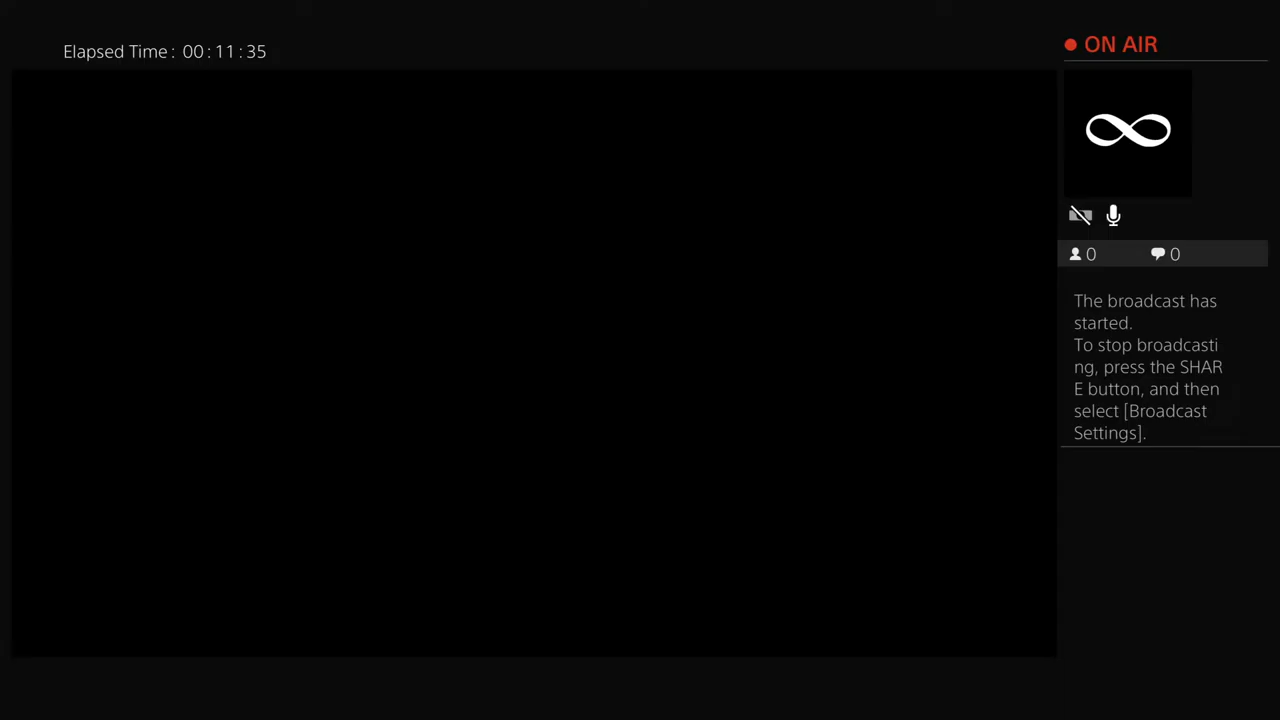 Elapsed Time: 00:11:35
ON AIR
0 0
The broadcast has
started.
To stop broadcasti
ng, press the SHAR
E button, and then
select [Broadcast
Settings].